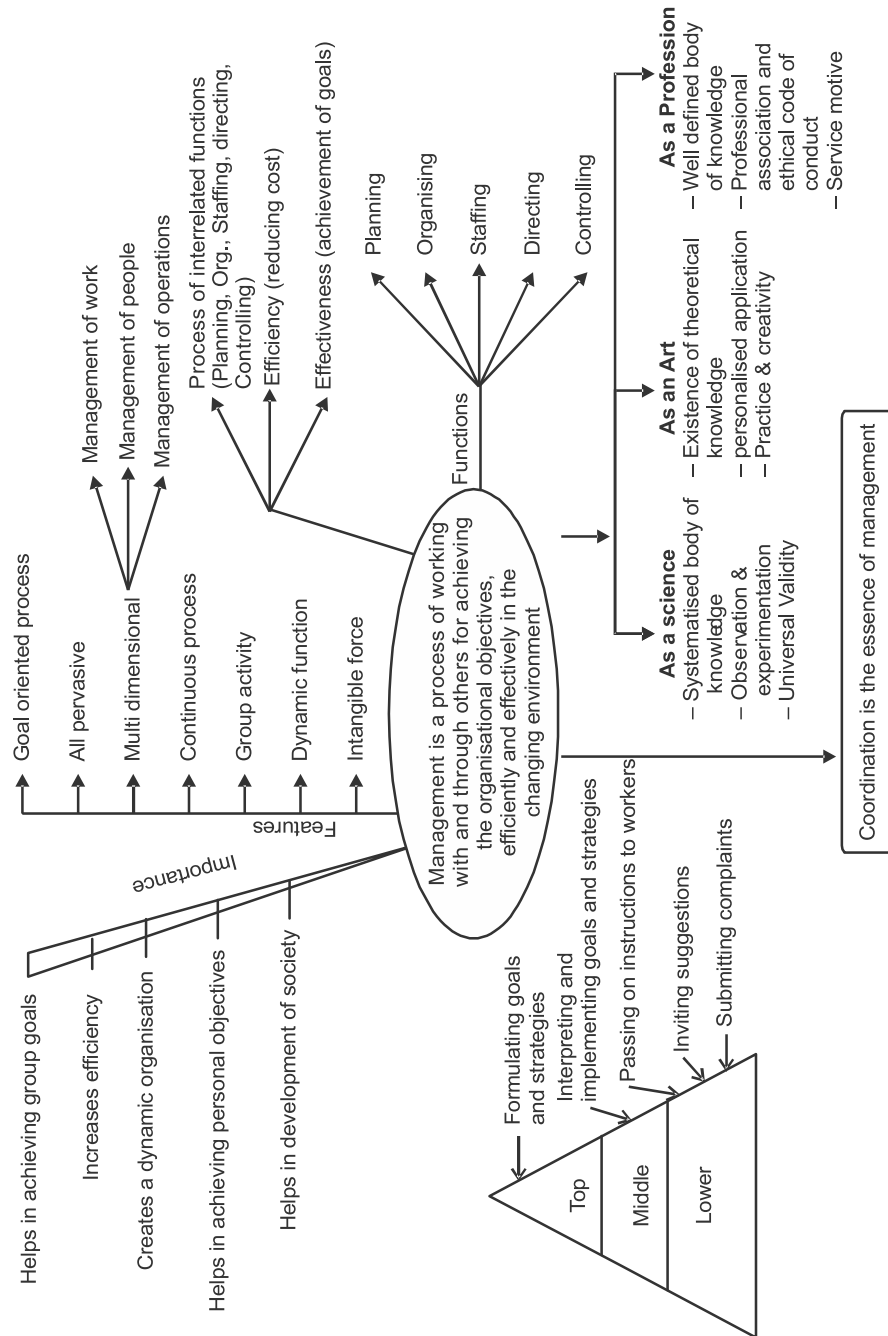 Helps in achieving group goals
Increases efficiency
Creates a dynamic organisation
Helps in achieving personal objectives
Helps in development of society
Importance
Features
Goal oriented process
All pervasive
Multi dimensional
Continuous process
Group activity
Dynamic function
Intangible force
Management of work
Management of people
Management of operations
Process of interrelated functions
(Planning, Org., Staffing, directing,
Controlling)
Efficiency (reducing cost)
Effectiveness (achievement of goals)
Management is a process of working
with and through others for achieving
the organisational objectives,
efficiently and effectively in the
changing environment
Functions
Planning
Organising
Staffing
Directing
Controlling
Formulating goals
and strategies
Interpreting and
implementing goals and strategies
Passing on instructions to workers
Inviting suggestions
Submitting complaints
Top
Middle
Lower
As a science
– Systematised body of
knowledge
– Observation &
experimentation
– Universal Validity
As an Art
– Existence of theoretical
knowledge
– personalised application
– Practice & creativity
As a Profession
– Well defined body
of knowledge
– Professional
association and
ethical code of
conduct
– Service motive
Coordination is the essence of management